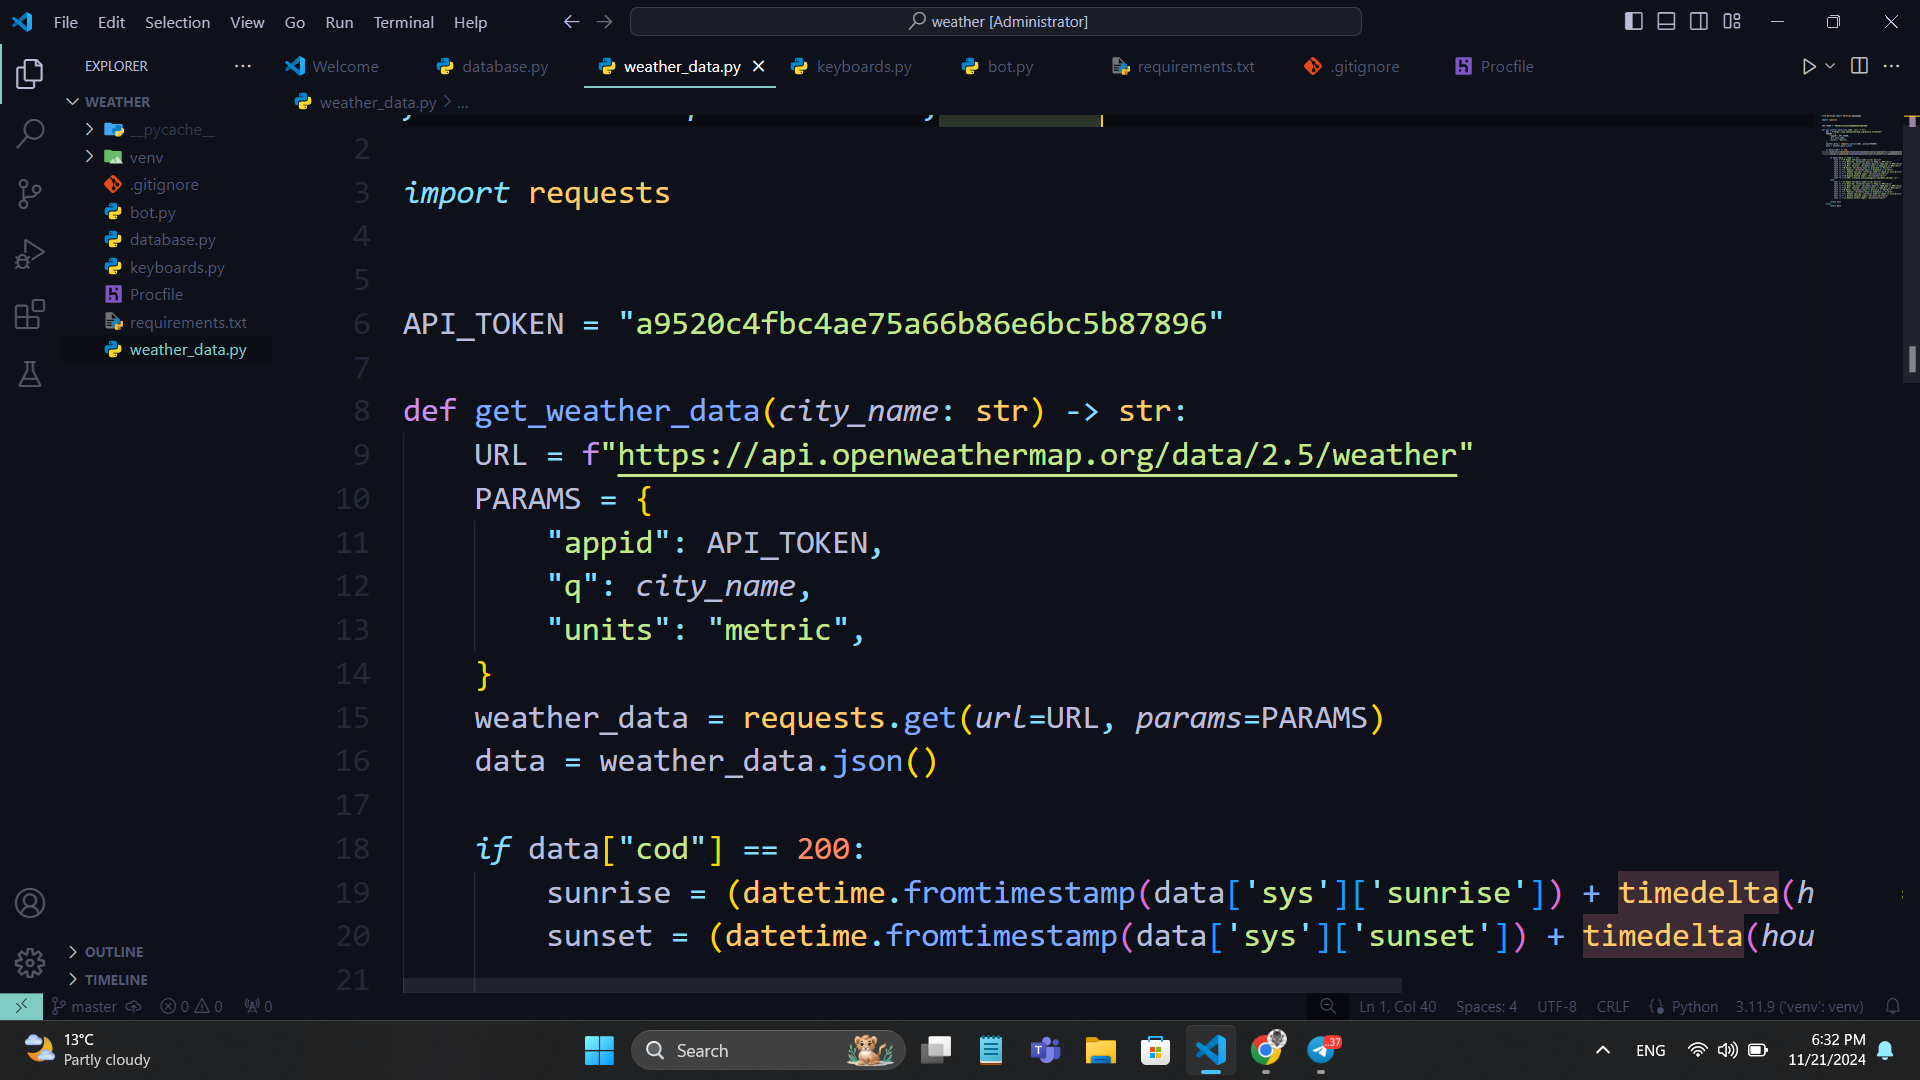 File Edit Selection View Go Run Terminal Help
weather [Administrator]
EXPLORER
Welcome database.py weather_data.py keyboards.py bot.py requirements.txt .gitignore Procfile
WEATHER
weather_data.py > ...
__pycache__
venv
.gitignore
bot.py
database.py
keyboards.py
Procfile
requirements.txt
weather_data.py
OUTLINE
TIMELINE
2
3 import requests
4
5
6 API_TOKEN = "a9520c4fbc4ae75a66b86e6bc5b87896"
7
8 def get_weather_data(city_name: str) -> str:
9 URL = f"https://api.openweathermap.org/data/2.5/weather"
10 PARAMS = {
11 "appid": API_TOKEN,
12 "q": city_name,
13 "units": "metric",
14 }
15 weather_data = requests.get(url=URL, params=PARAMS)
16 data = weather_data.json()
17
18 if data["cod"] == 200:
19 sunrise = (datetime.fromtimestamp(data['sys']['sunrise']) + timedelta(h
20 sunset = (datetime.fromtimestamp(data['sys']['sunset']) + timedelta(hou
21
master 0 0 0
Ln 1, Col 40 Spaces: 4 UTF-8 CRLF Python 3.11.9 ('venv': venv)
13°C
Partly cloudy
Search
37
ENG
6:32 PM
11/21/2024